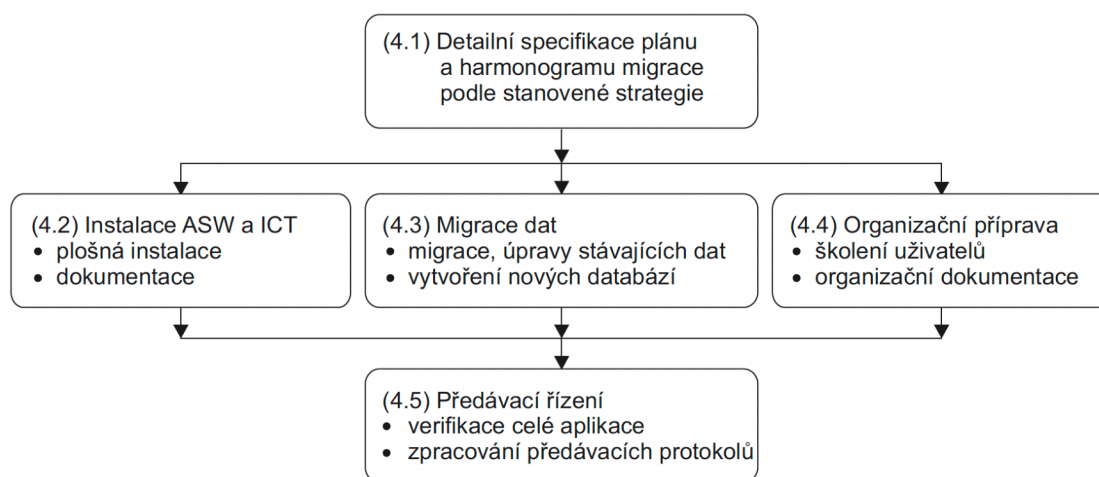 (4.1) Detailní specifikace plánu
a harmonogramu migrace
podle stanovené strategie
(4.2) Instalace ASW a ICT
• plošná instalace
• dokumentace
(4.3) Migrace dat
• migrace, úpravy stávajících dat
• vytvoření nových databází
(4.4) Organizační příprava
• školení uživatelů
• organizační dokumentace
(4.5) Předávací řízení
• verifikace celé aplikace
• zpracování předávacích protokolů